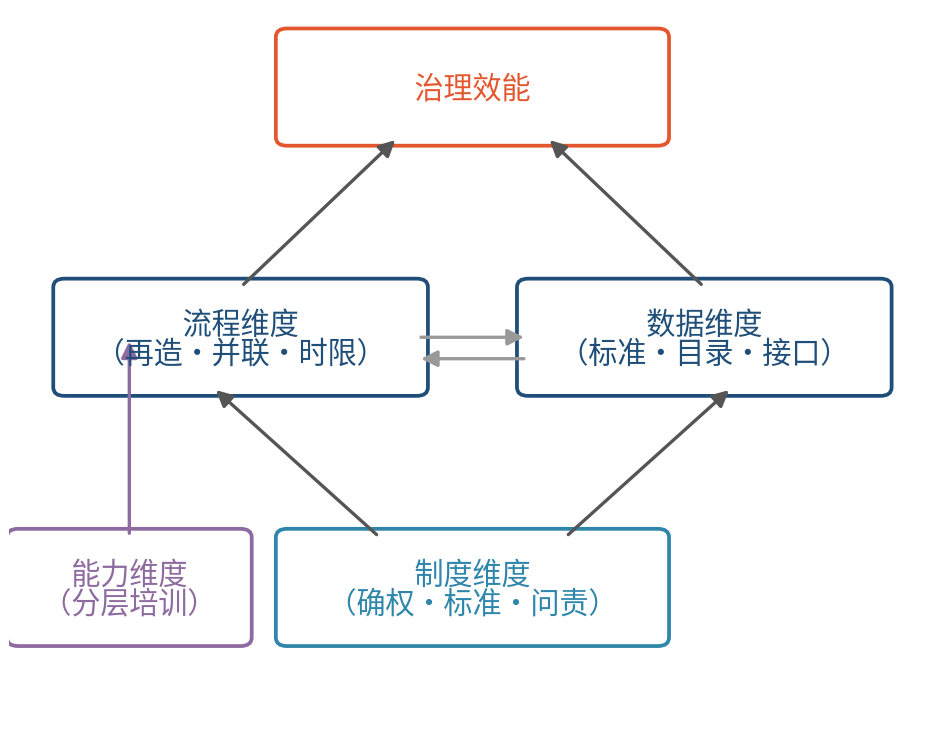 治理效能
流程维度
（再造・并联・时限）
数据维度
（标准・目录・接口）
能力维度
（分层培训）
制度维度
（确权・标准・问责）